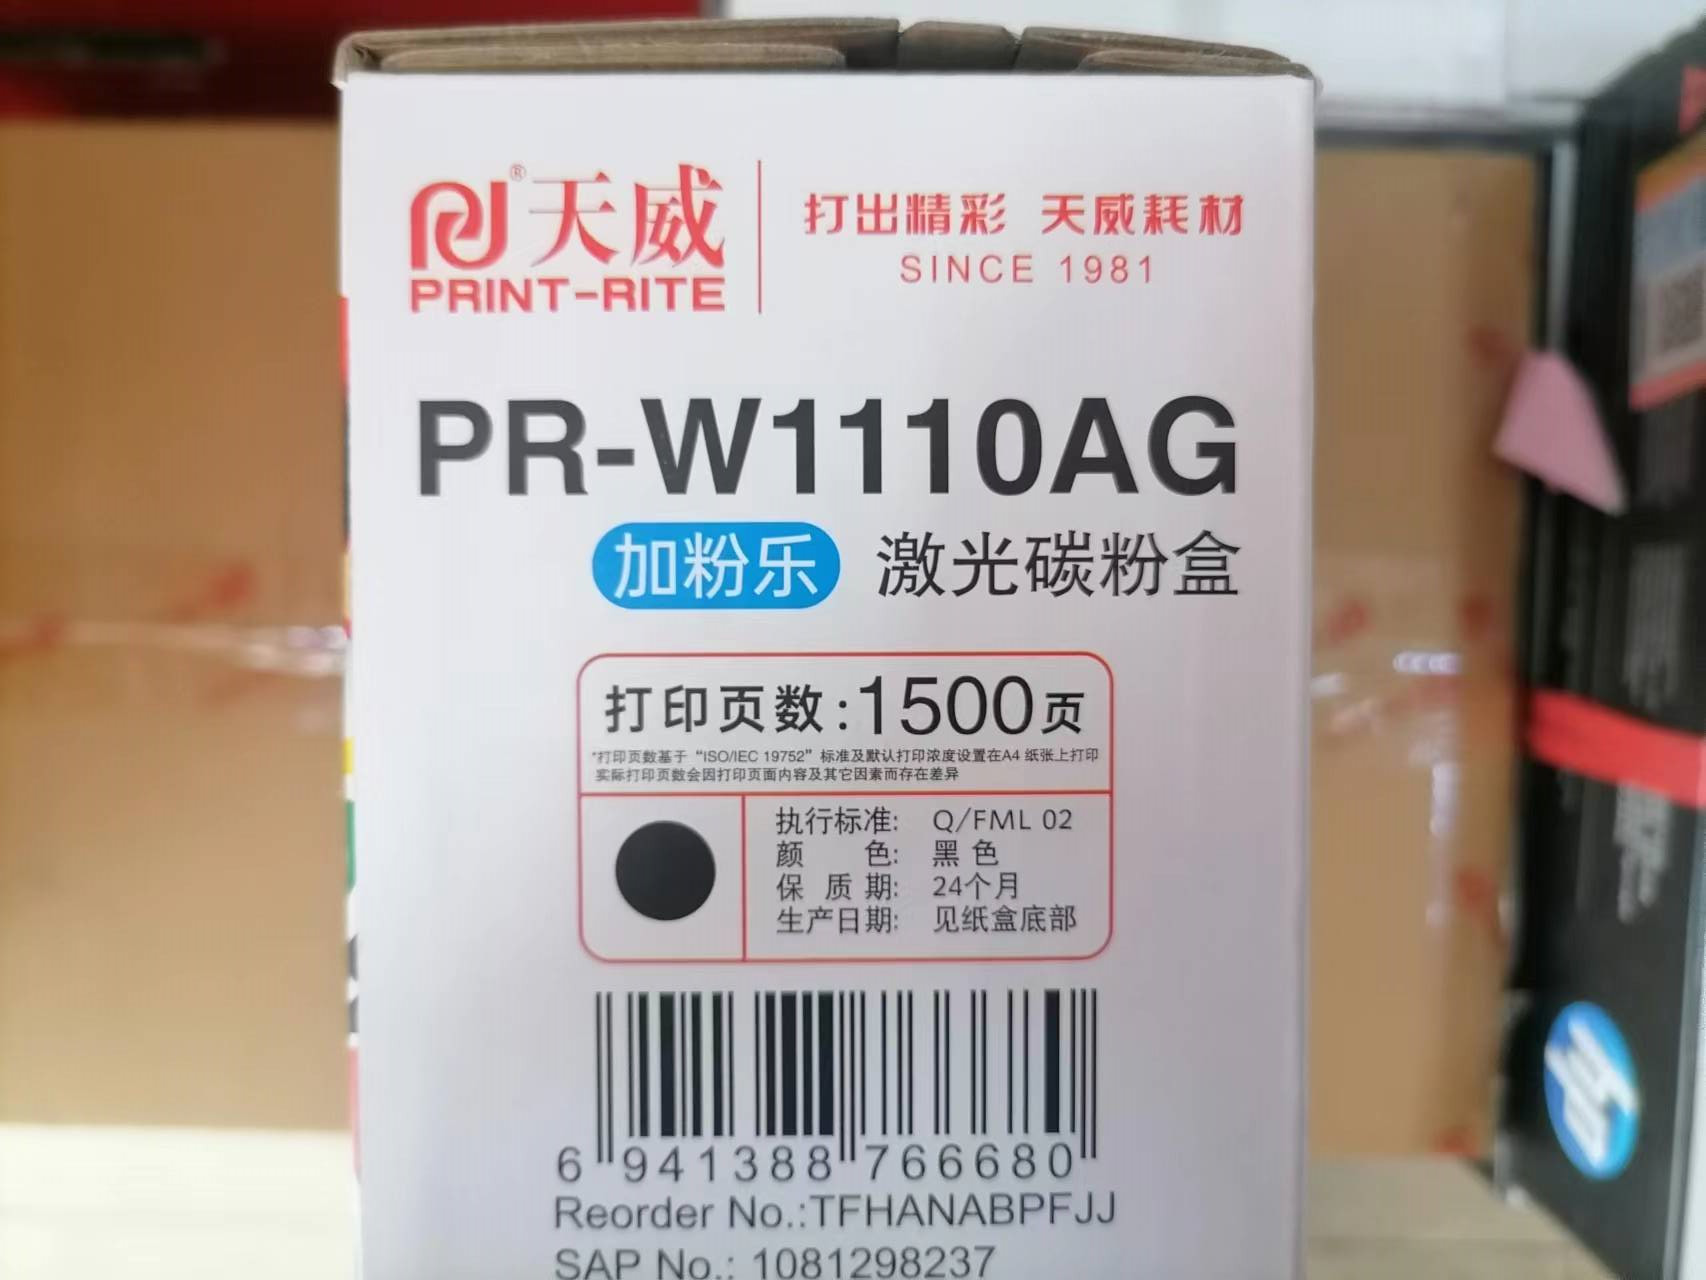 ®天威
PRINT-RITE
打出精彩 天威耗材
SINCE 1981
PR-W1110AG
加粉乐 激光碳粉盒
打印页数:1500页
*打印页数基于“ISO/IEC 19752”标准及默认打印浓度设置在A4 纸张上打印
实际打印页数会因打印页面内容及其它因素而存在差异
执行标准: Q/FML 02
颜 色: 黑 色
保 质 期: 24个月
生产日期: 见纸盒底部
6 941388 766680
Reorder No.:TFHANABPFJJ
SAP No.: 1081298237
hp